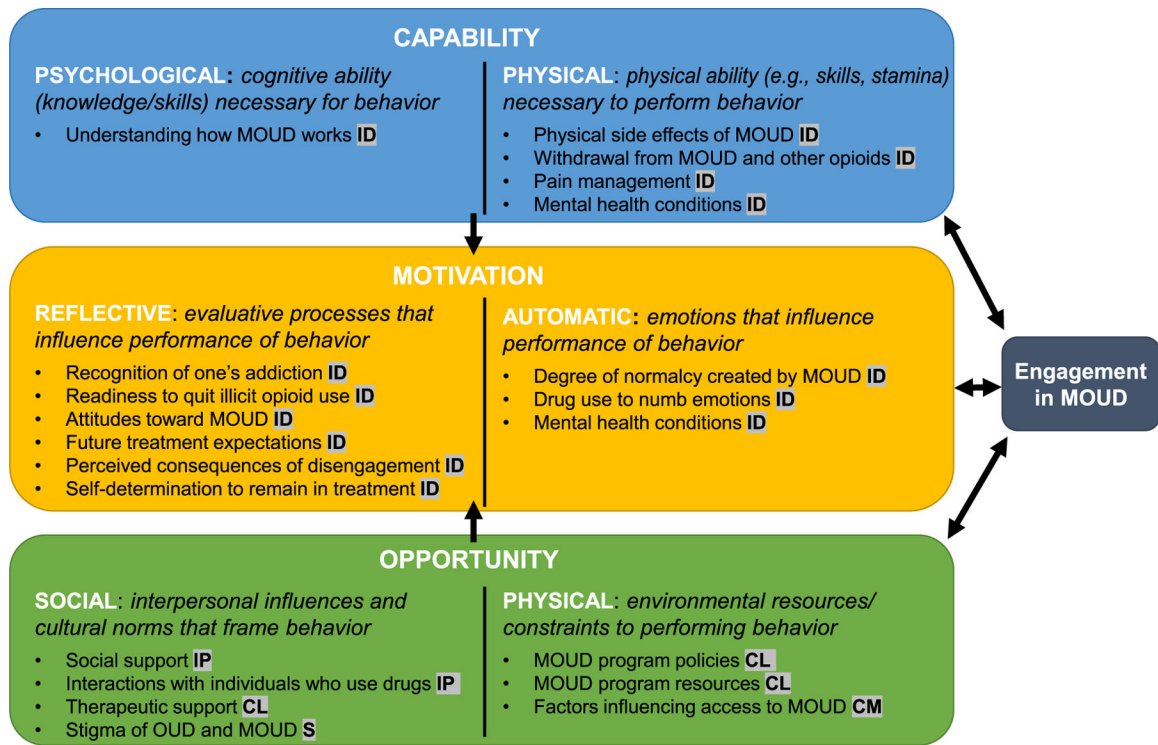 CAPABILITY
PSYCHOLOGICAL: cognitive ability
(knowledge/skills) necessary for behavior
• Understanding how MOUD works ID
PHYSICAL: physical ability (e.g., skills, stamina)
necessary to perform behavior
• Physical side effects of MOUD ID
• Withdrawal from MOUD and other opioids ID
• Pain management ID
• Mental health conditions ID
MOTIVATION
REFLECTIVE: evaluative processes that
influence performance of behavior
• Recognition of one's addiction ID
• Readiness to quit illicit opioid use ID
• Attitudes toward MOUD ID
• Future treatment expectations ID
• Perceived consequences of disengagement ID
• Self-determination to remain in treatment ID
AUTOMATIC: emotions that influence
performance of behavior
• Degree of normalcy created by MOUD ID
• Drug use to numb emotions ID
• Mental health conditions ID
OPPORTUNITY
SOCIAL: interpersonal influences and
cultural norms that frame behavior
• Social support IP
• Interactions with individuals who use drugs IP
• Therapeutic support CL
• Stigma of OUD and MOUD S
PHYSICAL: environmental resources/
constraints to performing behavior
• MOUD program policies CL
• MOUD program resources CL
• Factors influencing access to MOUD CM
Engagement
in MOUD